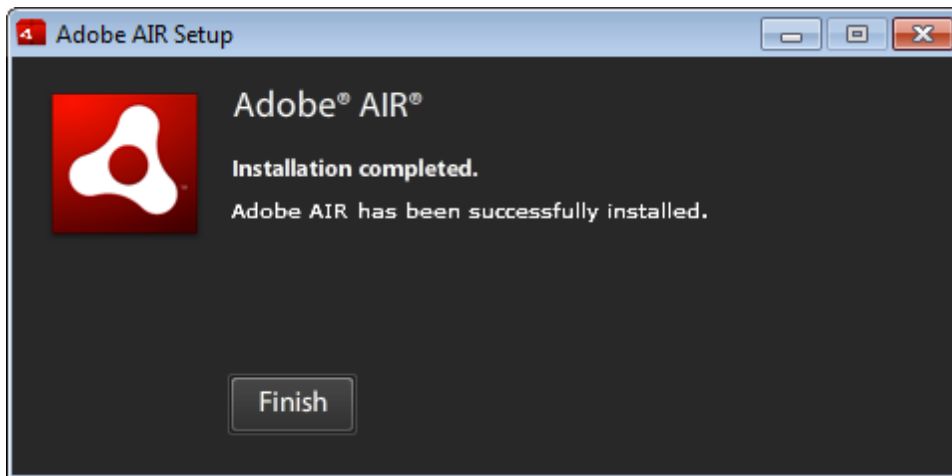 Adobe AIR Setup
Adobe® AIR®
Installation completed.
Adobe AIR has been successfully installed.
Finish